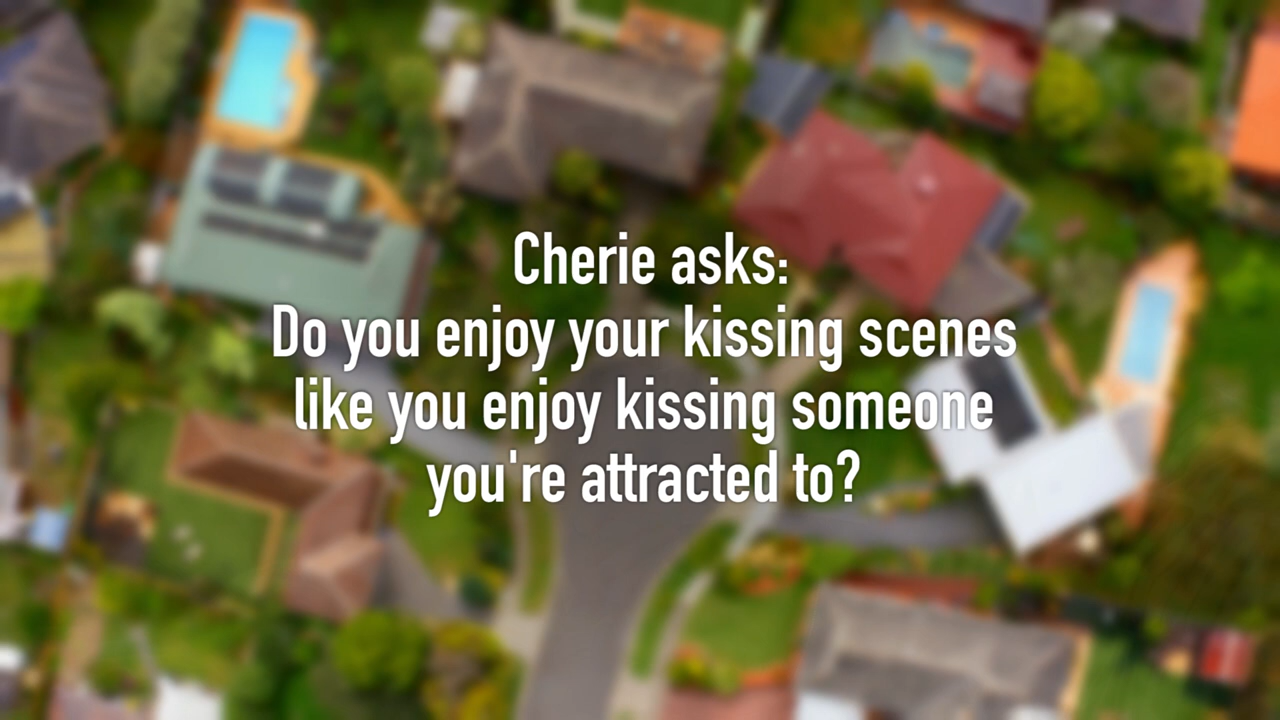 Cherie asks:
Do you enjoy your kissing scenes
like you enjoy kissing someone
you're attracted to?